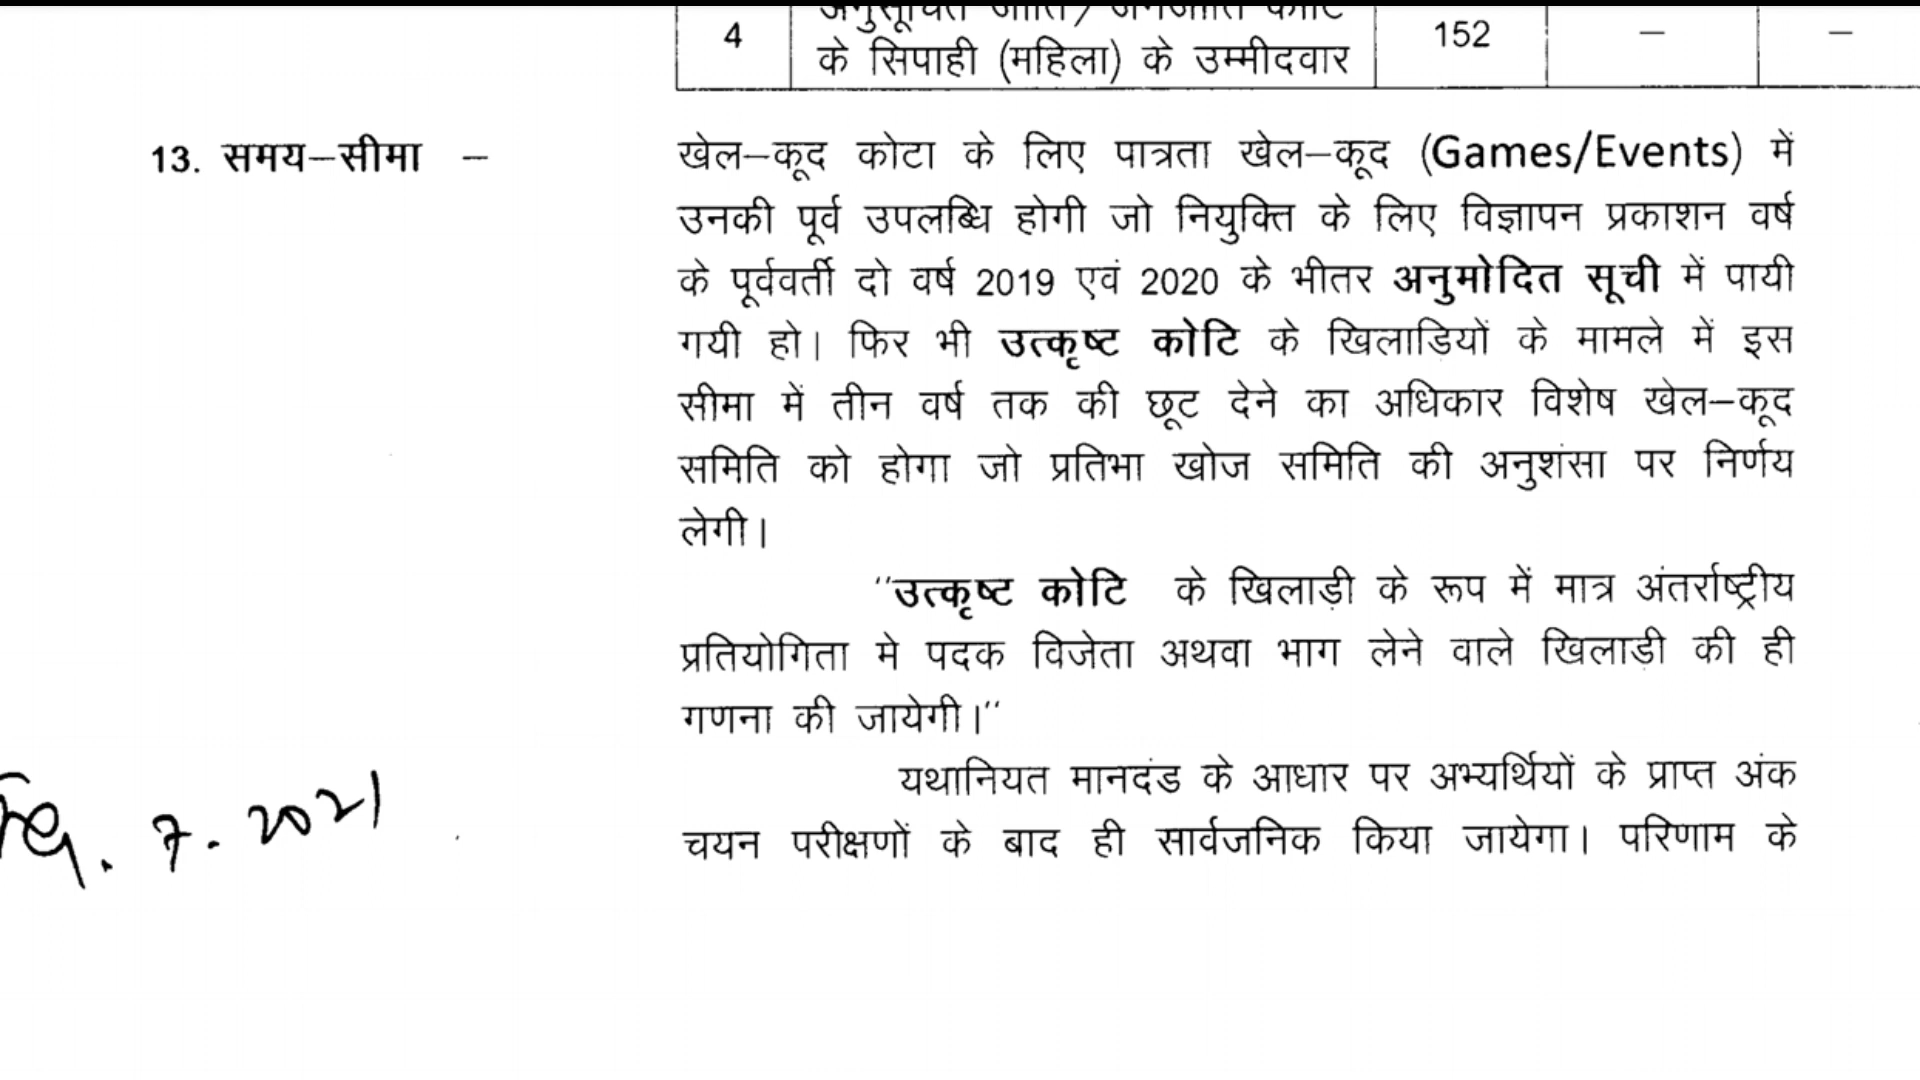 4 अनुसूचित जाति/जनजाति कोटि 152 – –
के सिपाही (महिला) के उम्मीदवार
13. समय–सीमा –
खेल–कूद कोटा के लिए पात्रता खेल–कूद (Games/Events) में
उनकी पूर्व उपलब्धि होगी जो नियुक्ति के लिए विज्ञापन प्रकाशन वर्ष
के पूर्ववर्ती दो वर्ष 2019 एवं 2020 के भीतर अनुमोदित सूची में पायी
गयी हो। फिर भी उत्कृष्ट कोटि के खिलाडियों के मामले में इस
सीमा में तीन वर्ष तक की छूट देने का अधिकार विशेष खेल–कूद
समिति को होगा जो प्रतिभा खोज समिति की अनुशंसा पर निर्णय
लेगी।
"उत्कृष्ट कोटि के खिलाड़ी के रूप में मात्र अंतर्राष्ट्रीय
प्रतियोगिता मे पदक विजेता अथवा भाग लेने वाले खिलाडी की ही
गणना की जायेगी।"
यथानियत मानदंड के आधार पर अभ्यर्थियों के प्राप्त अंक
चयन परीक्षणों के बाद ही सार्वजनिक किया जायेगा। परिणाम के
7. 2021